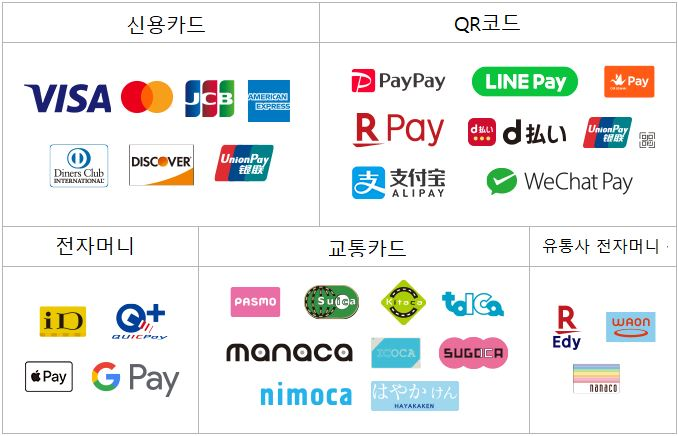 신용카드
QR코드
VISA
JCB
AMERICAN
EXPRESS
Diners Club
INTERNATIONAL
DISCOVER
UnionPay
银联
PayPay
LINE Pay
Pay
R Pay
d払い
d払い
UnionPay
银联
支
支付宝
ALIPAY
WeChat Pay
전자머니
교통카드
유통사 전자머니
iD
Q+
QUICPay
Pay
G Pay
PASMO
Suica
Kitaca
toICa
manaca
ICOCA
SUGOCA
nimoca
はやかけん
HAYAKAKEN
R
Edy
WAON
nanaco